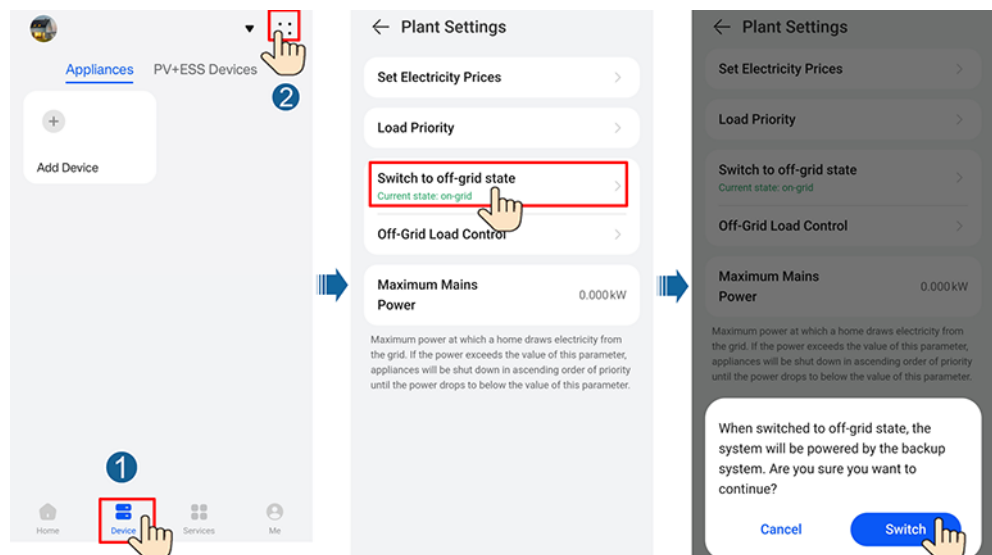 Appliances PV+ESS Devices
2
Add Device
1
Home Device Services Me
Plant Settings
Set Electricity Prices
Load Priority
Switch to off-grid state
Current state: on-grid
Off-Grid Load Control
Maximum Mains
Power
0.000 kW
Maximum power at which a home draws electricity from
the grid. If the power exceeds the value of this parameter,
appliances will be shut down in ascending order of priority
until the power drops to below the value of this parameter.
Plant Settings
Set Electricity Prices
Load Priority
Switch to off-grid state
Current state: on-grid
Off-Grid Load Control
Maximum Mains
Power
0.000 kW
Maximum power at which a home draws electricity from
the grid. If the power exceeds the value of this parameter,
appliances will be shut down in ascending order of priority
until the power drops to below the value of this parameter.
When switched to off-grid state, the
system will be powered by the backup
system. Are you sure you want to
continue?
Cancel Switch